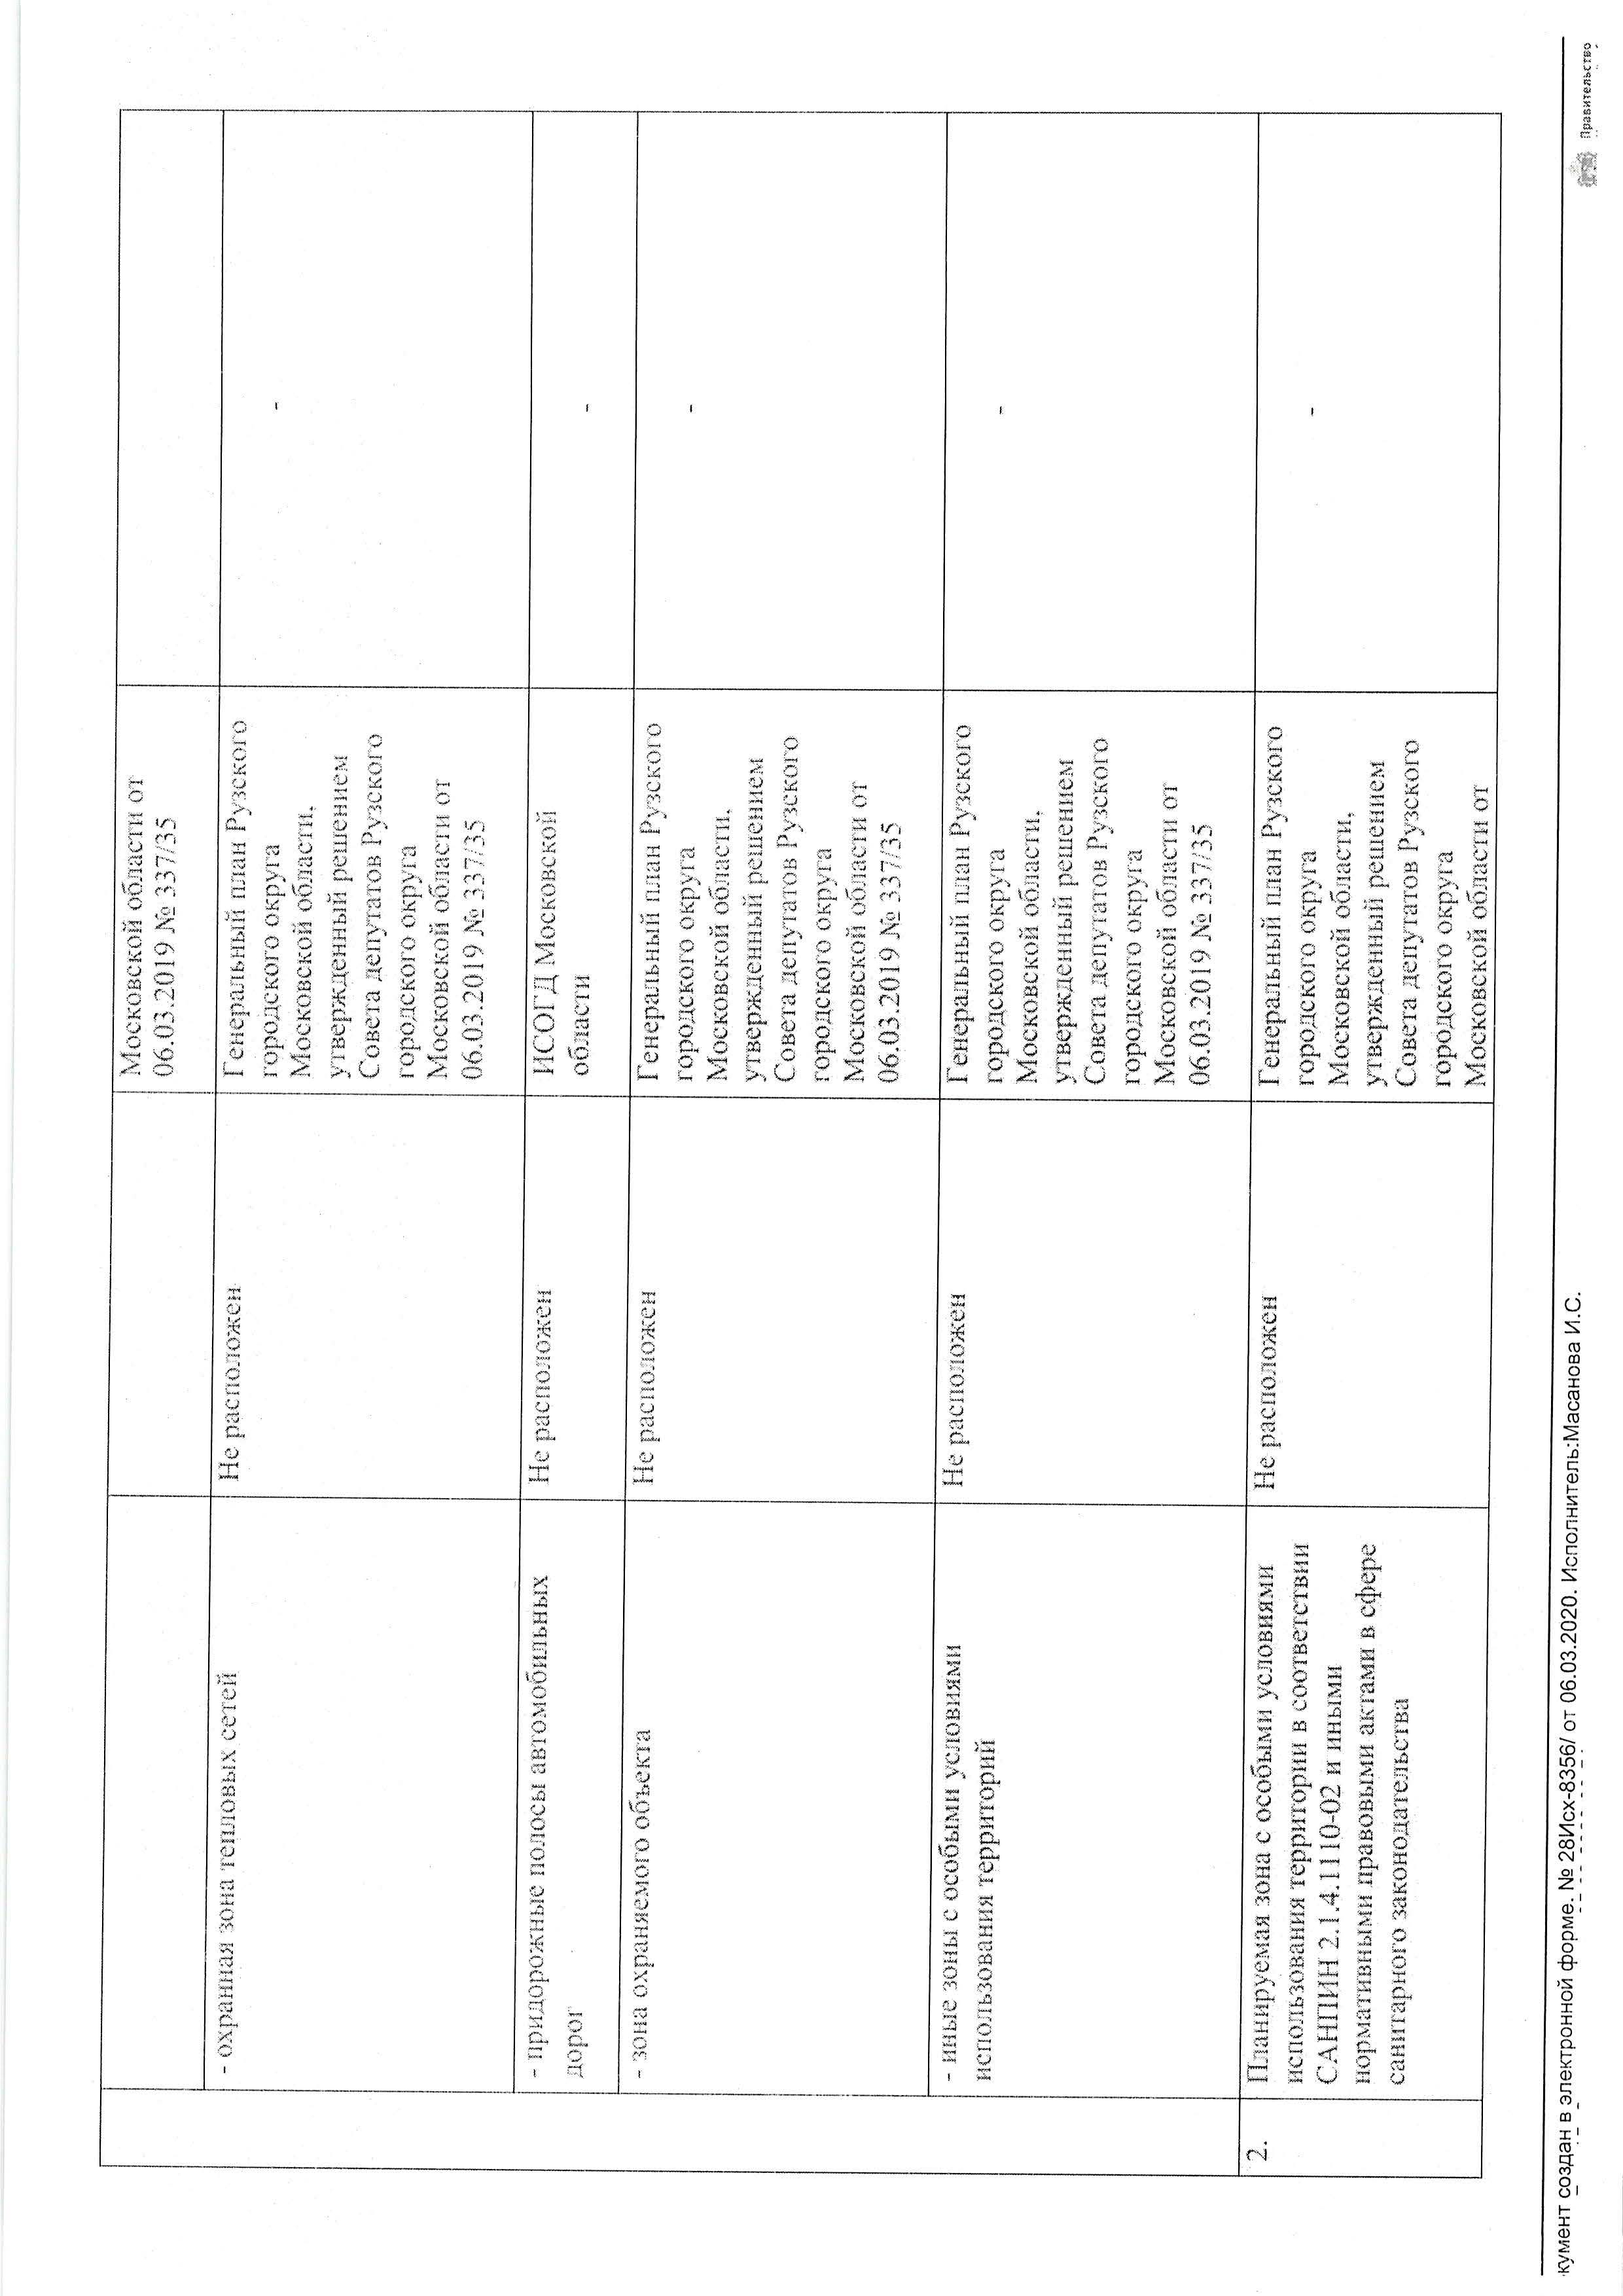 Московской области от
06.03.2019 № 337/35
- охранная зона тепловых сетей
Не расположен
Генеральный план Рузского
городского округа
Московской области,
утвержденный решением
Совета депутатов Рузского
городского округа
Московской области от
06.03.2019 № 337/35
-
- придорожные полосы автомобильных
дорог
Не расположен
ИСОГД Московской
области
-
- зона охраняемого объекта
Не расположен
Генеральный план Рузского
городского округа
Московской области,
утвержденный решением
Совета депутатов Рузского
городского округа
Московской области от
06.03.2019 № 337/35
-
- иные зоны с особыми условиями
использования территорий
Не расположен
Генеральный план Рузского
городского округа
Московской области,
утвержденный решением
Совета депутатов Рузского
городского округа
Московской области от
06.03.2019 № 337/35
-
2.
Планируемая зона с особыми условиями
использования территории в соответствии
САНПИН 2.1.4.1110-02 и иными
нормативными правовыми актами в сфере
санитарного законодательства
Не расположен
Генеральный план Рузского
городского округа
Московской области,
утвержденный решением
Совета депутатов Рузского
городского округа
Московской области от
-
кумент создан в электронной форме. № 28Исх-8356/ от 06.03.2020. Исполнитель:Масанова И.С.
Правительство